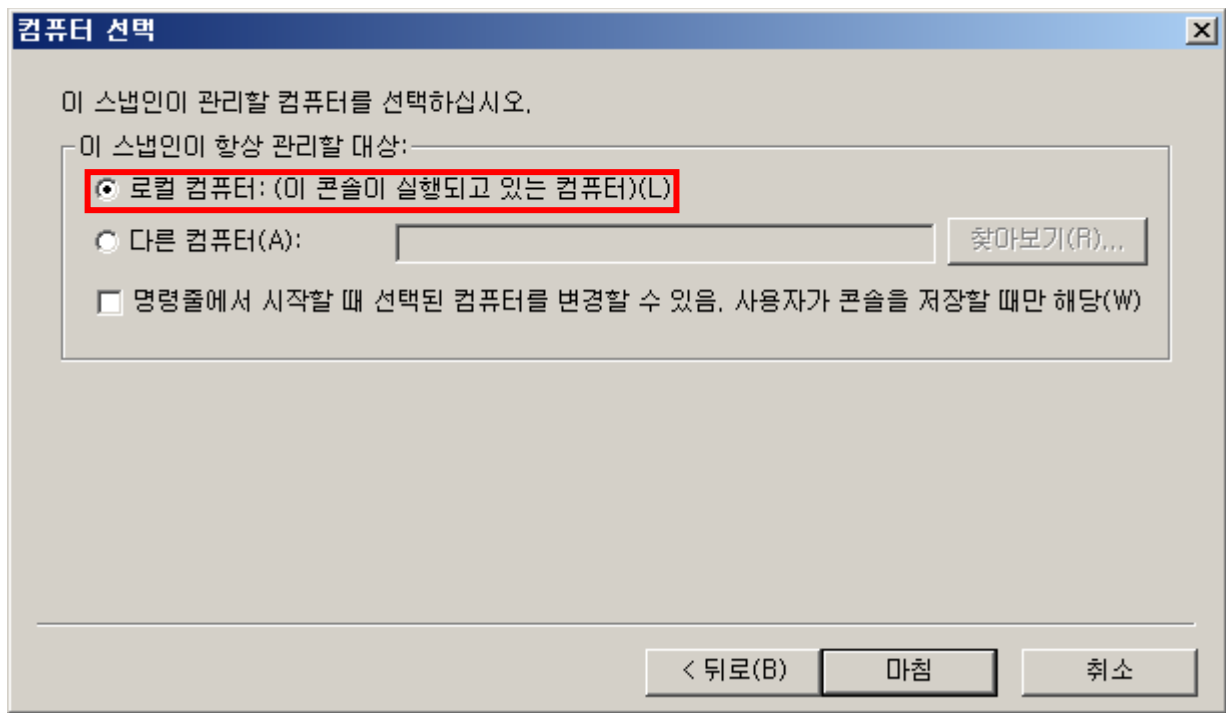 컴퓨터 선택
이 스냅인이 관리할 컴퓨터를 선택하십시오.
이 스냅인이 항상 관리할 대상:
로컬 컴퓨터: (이 콘솔이 실행되고 있는 컴퓨터)(L)
다른 컴퓨터(A): 찾아보기(R)...
명령줄에서 시작할 때 선택된 컴퓨터를 변경할 수 있음. 사용자가 콘솔을 저장할 때만 해당(W)
< 뒤로(B) 마침 취소